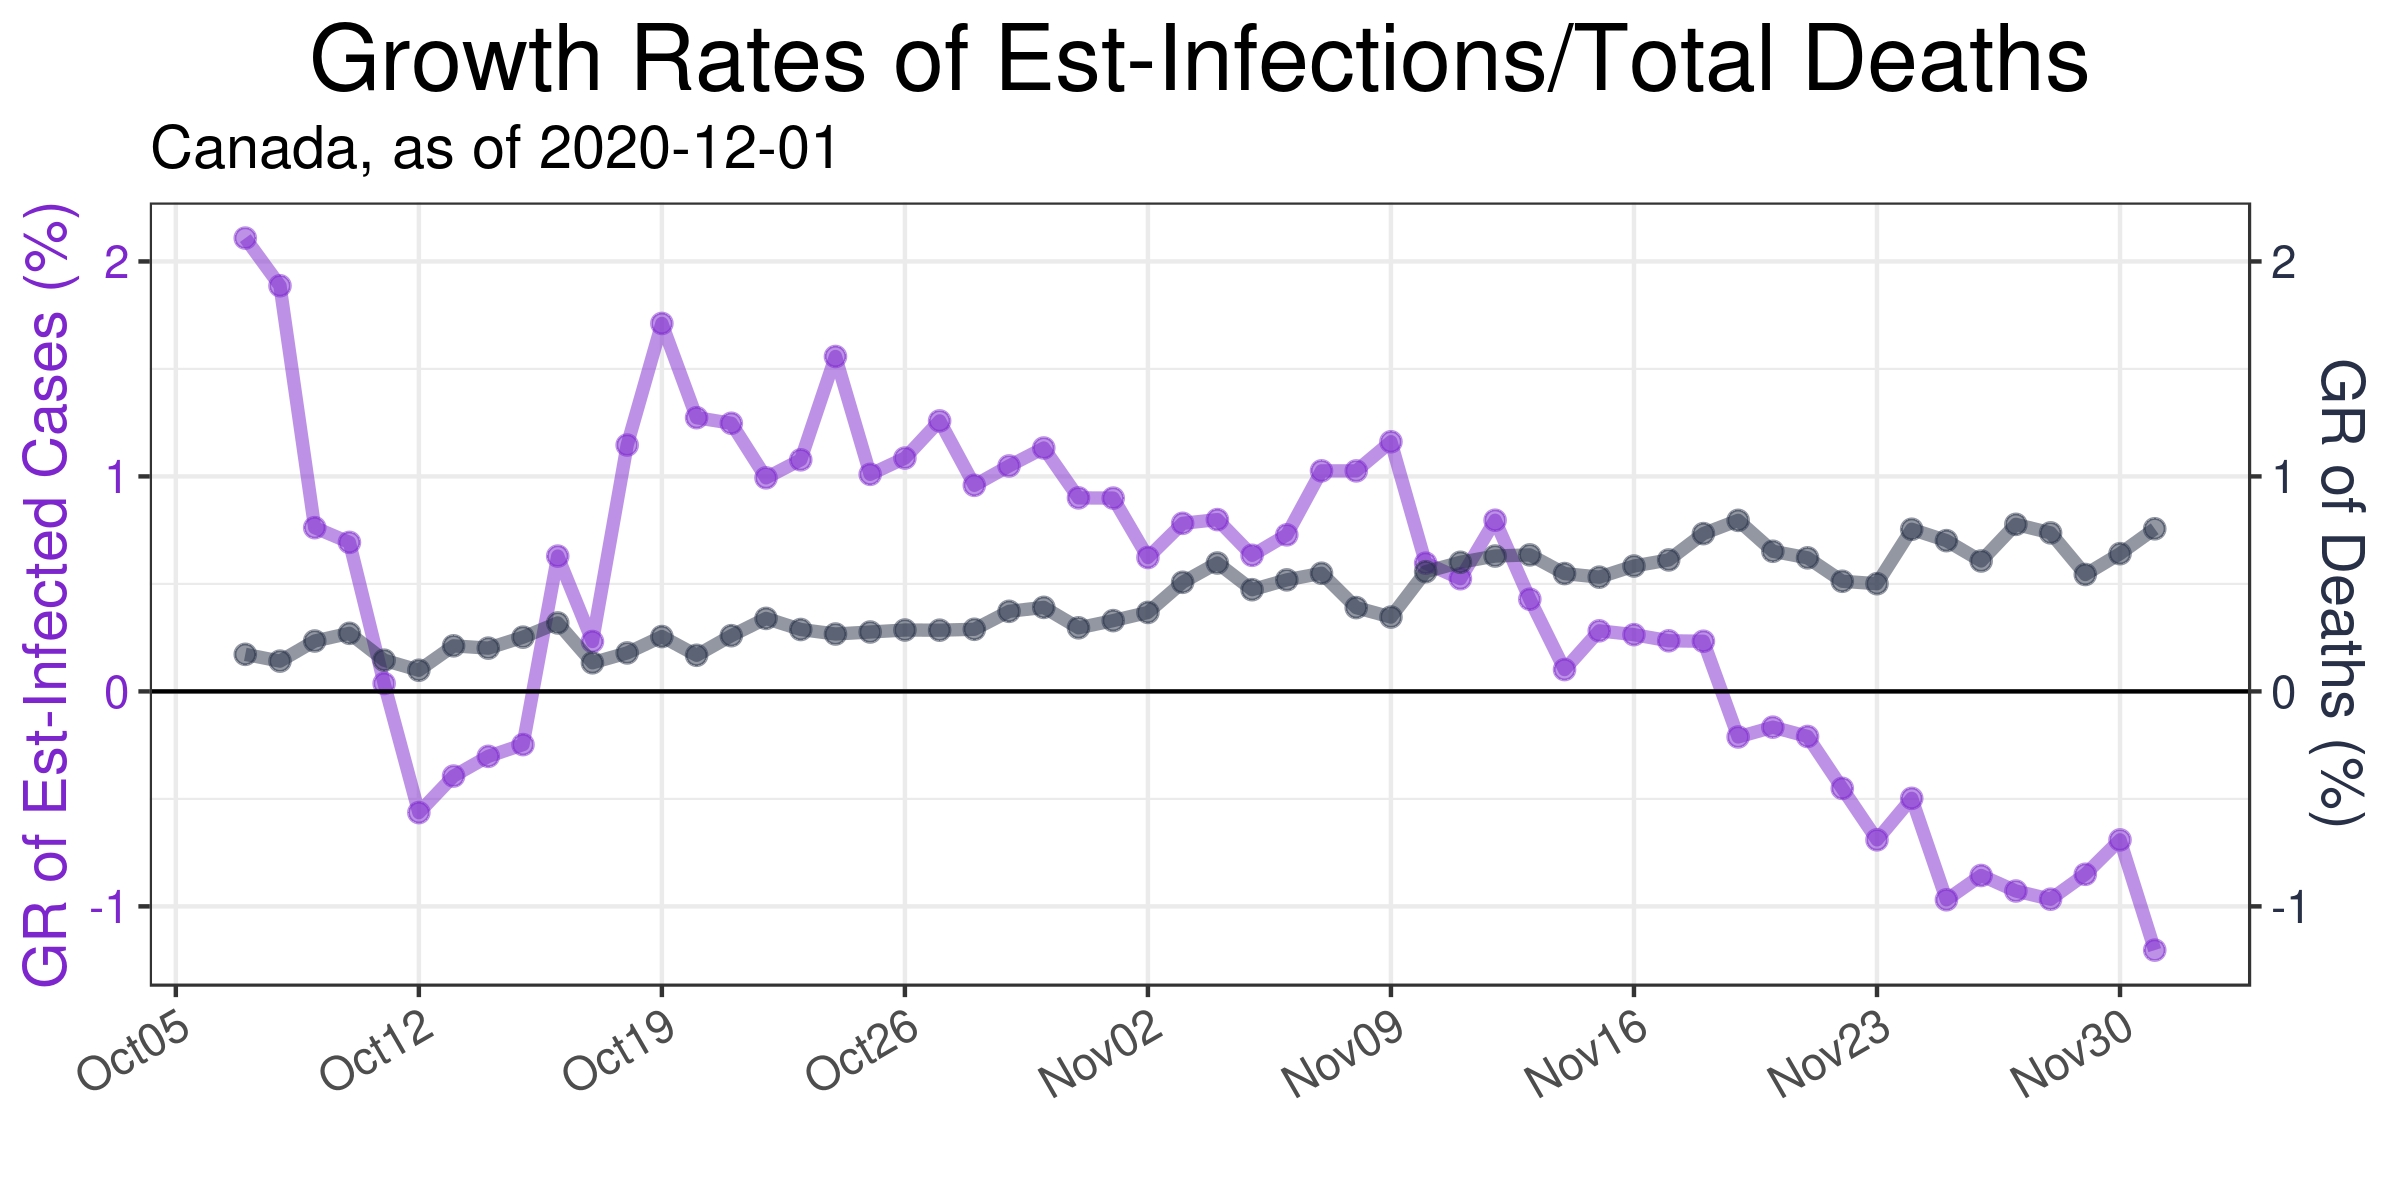 Growth Rates of Est-Infections/Total Deaths
Canada, as of 2020-12-01
GR of Est-Infected Cases (%)
2
1
0
-1
2
1
0
-1
GR of Deaths (%)
Oct05
Oct12
Oct19
Oct26
Nov02
Nov09
Nov16
Nov23
Nov30